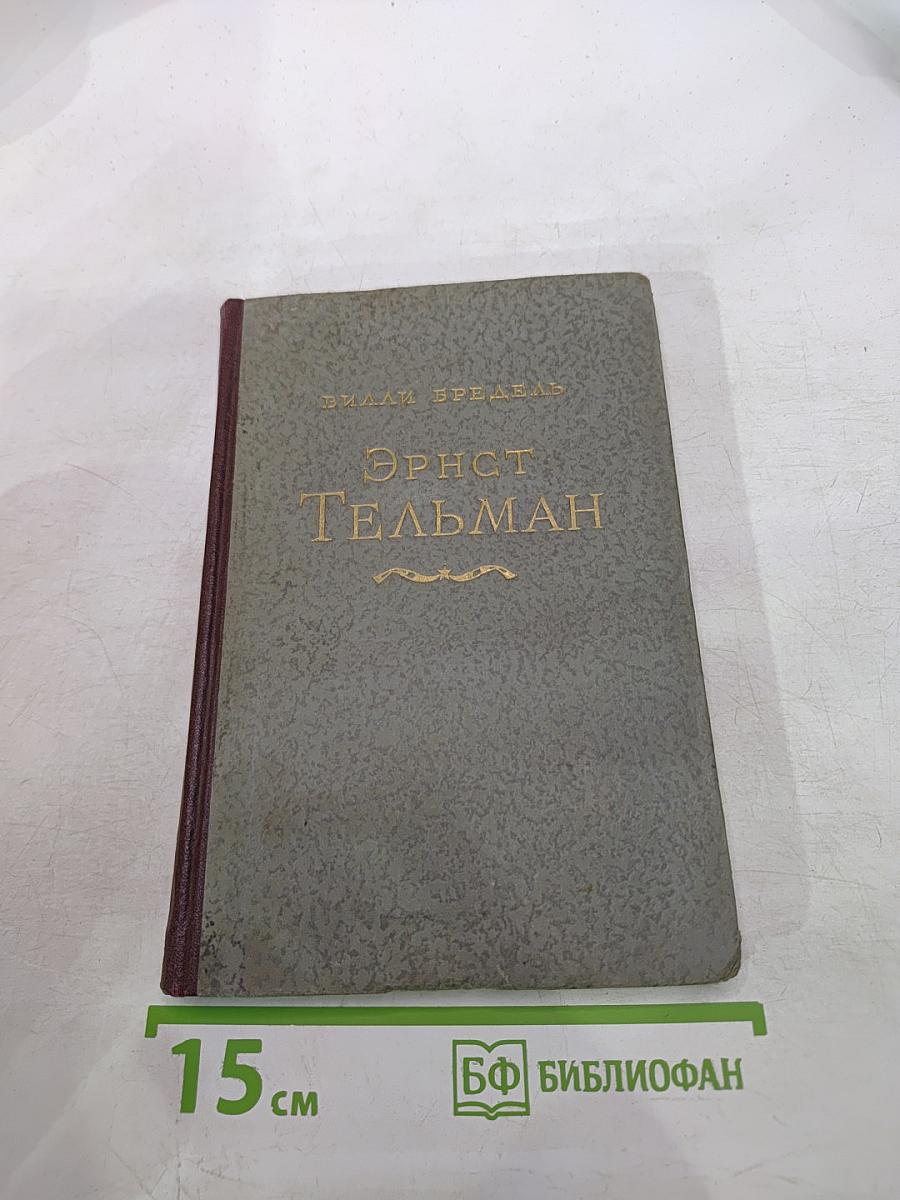 ВИЛЛИ БРЕДЕЛЬ
ЭРНСТ
ТЕЛЬМАН
15 см
БФ БИБЛИОФАН